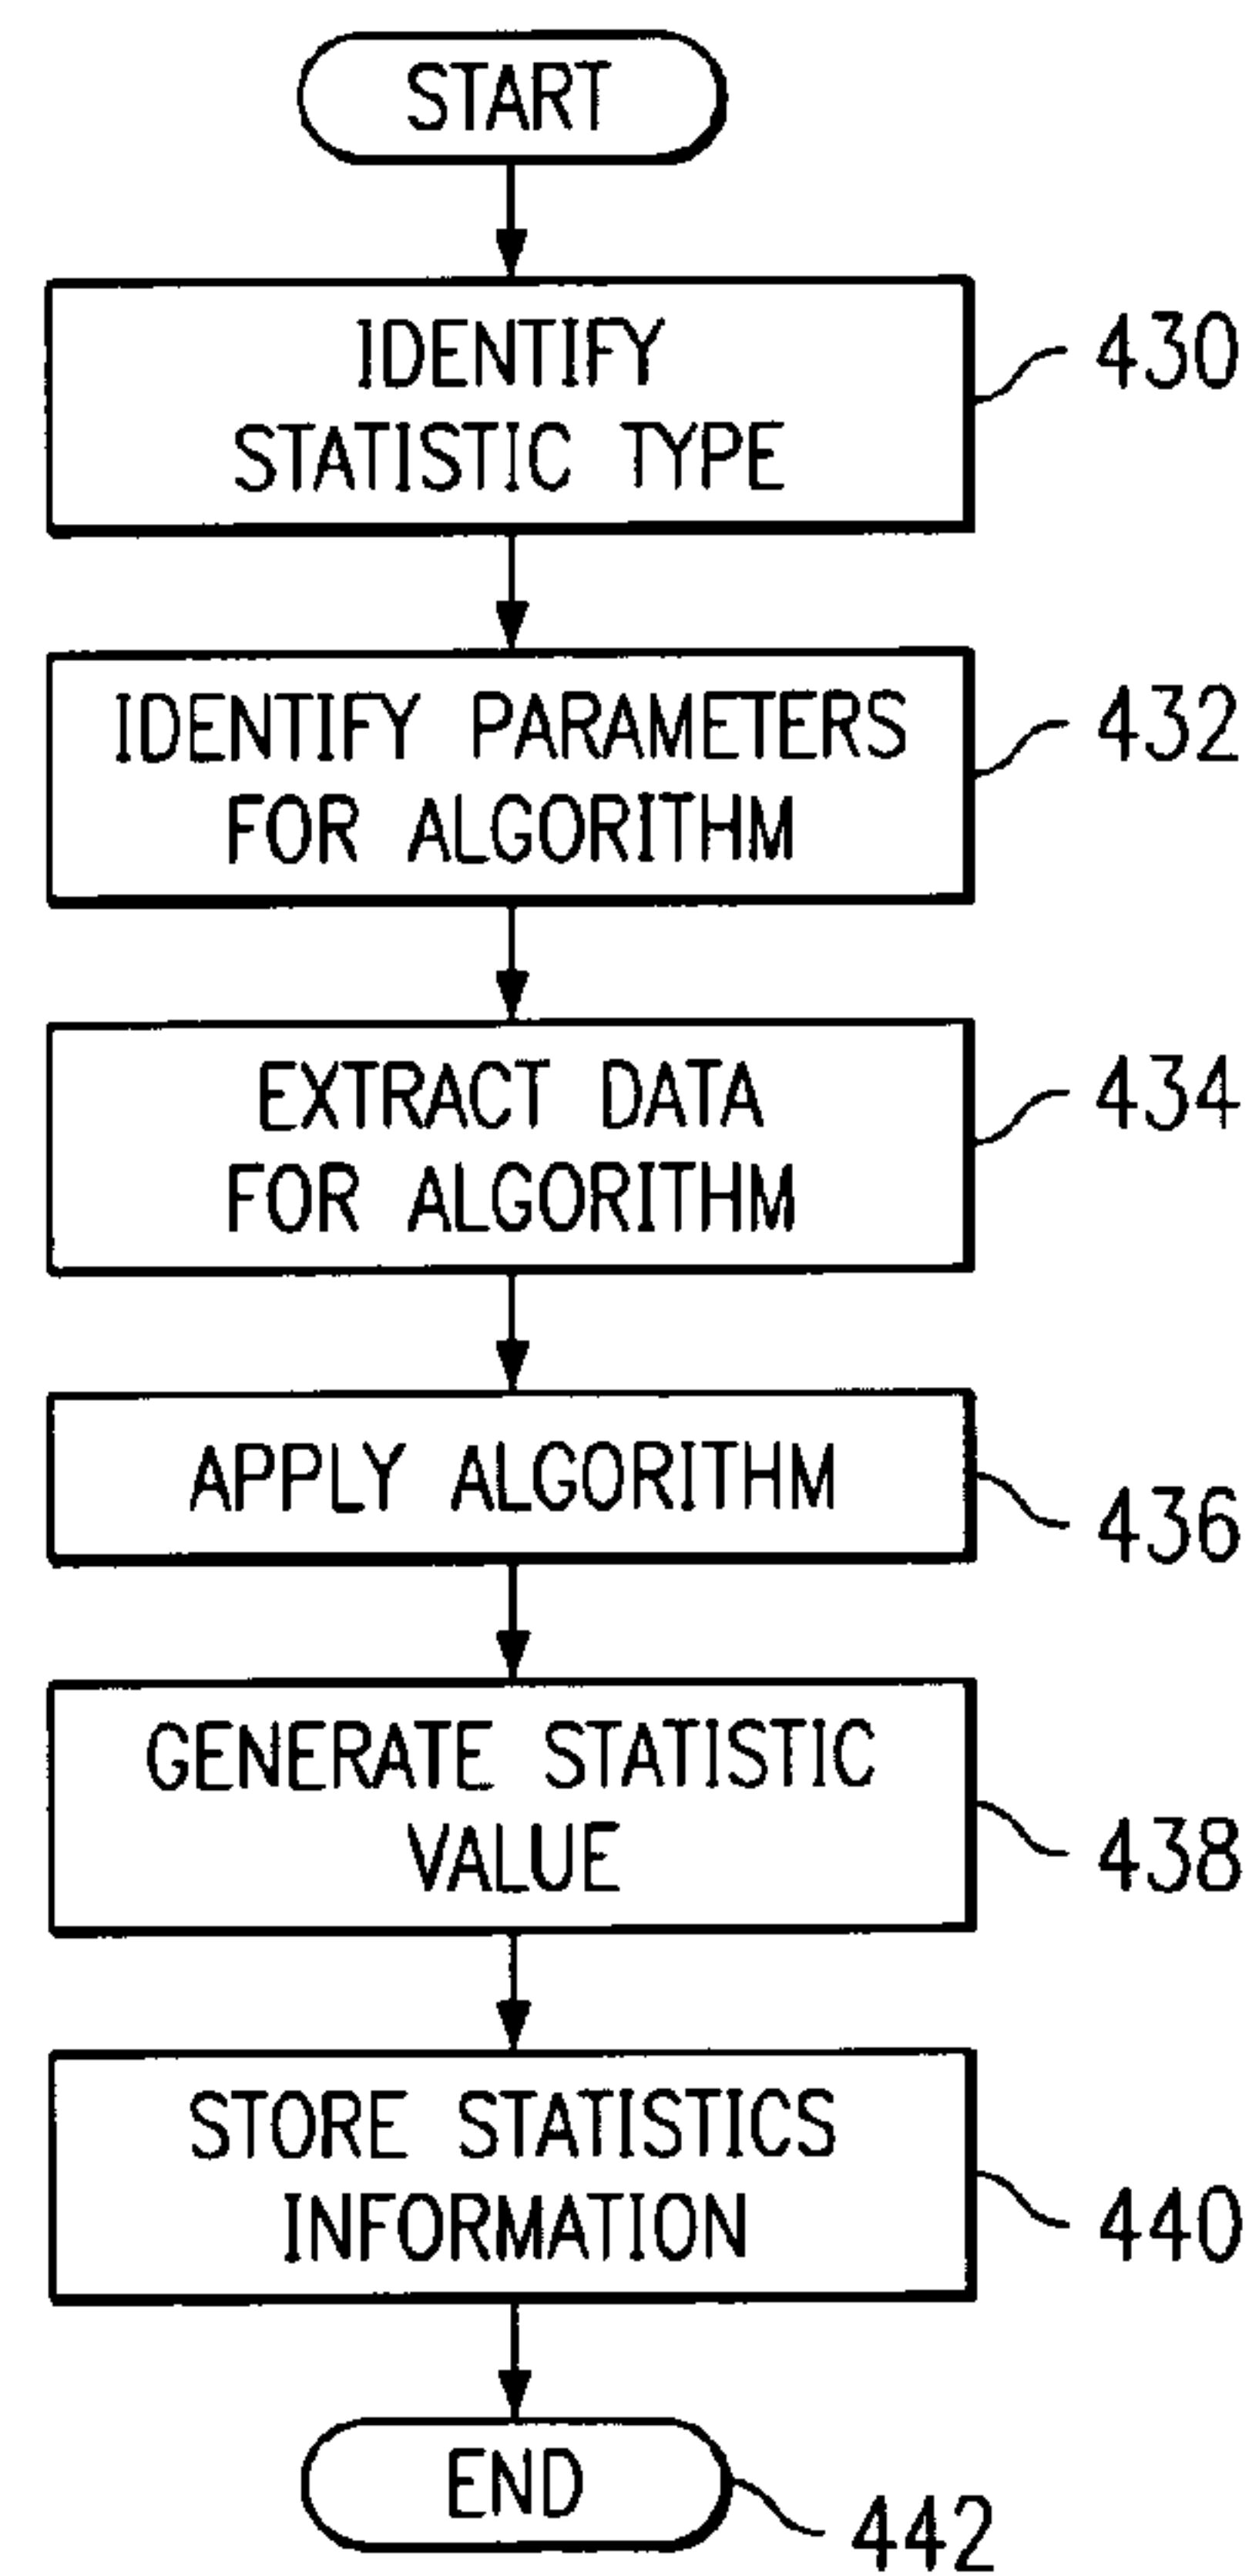 START
IDENTIFY
STATISTIC TYPE
430
IDENTIFY PARAMETERS
FOR ALGORITHM
432
EXTRACT DATA
FOR ALGORITHM
434
APPLY ALGORITHM
436
GENERATE STATISTIC
VALUE
438
STORE STATISTICS
INFORMATION
440
END
442